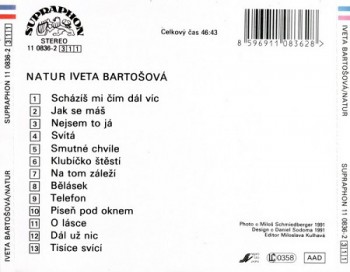 SUPRAPHON
STEREO
11 0836-2 311
Celkový čas 46:43
8 596911 083628
NATUR IVETA BARTOŠOVÁ
1 Scházíš mi čím dál víc
2 Jak se máš
3 Nejsem to já
4 Svítá
5 Smutné chvíle
6 Klubíčko štěstí
7 Na tom záleží
8 Bělásek
9 Telefon
10 Píseň pod oknem
11 O lásce
12 Dál už nic
13 Tisíce svící
Photo © Miloš Schmiedberger 1991
Design © Daniel Sodoma 1991
Editor Miloslava Kulhavá
LC 0358 AAD
IVETA BARTOŠOVÁ/NATUR
SUPRAPHON 11 0836-2 311
IVETA BARTOŠOVÁ/NATUR
SUPRAPHON 11 0836-2 311